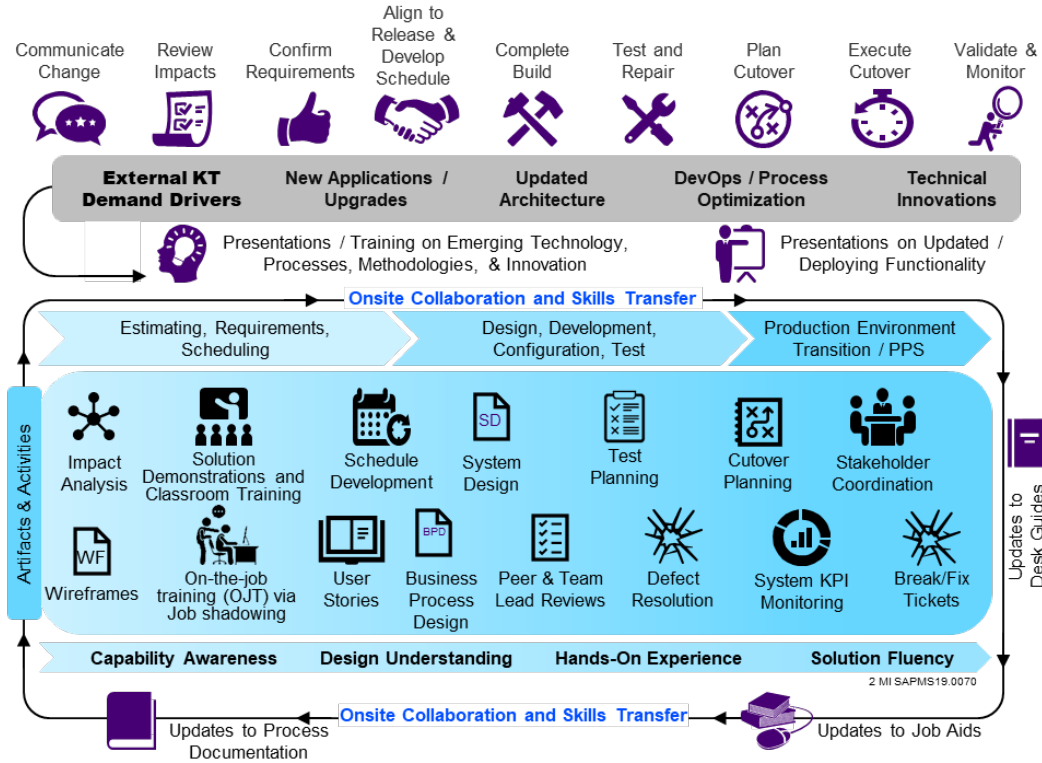 Communicate
Change
Review
Impacts
Confirm
Requirements
Align to
Release &
Develop
Schedule
Complete
Build
Test and
Repair
Plan
Cutover
Execute
Cutover
Validate &
Monitor
External KT
Demand Drivers
New Applications /
Upgrades
Updated
Architecture
DevOps / Process
Optimization
Technical
Innovations
Presentations / Training on Emerging Technology,
Processes, Methodologies, & Innovation
Presentations on Updated /
Deploying Functionality
Onsite Collaboration and Skills Transfer
Estimating, Requirements,
Scheduling
Design, Development,
Configuration, Test
Production Environment
Transition / PPS
Artifacts & Activities
Impact
Analysis
Solution
Demonstrations and
Classroom Training
Schedule
Development
SD
System
Design
Test
Planning
Cutover
Planning
Stakeholder
Coordination
WF
Wireframes
On-the-job
training (OJT) via
Job shadowing
User
Stories
BPD
Business
Process
Design
Peer & Team
Lead Reviews
Defect
Resolution
System KPI
Monitoring
Break/Fix
Tickets
Updates to
Desk Guides
Capability Awareness
Design Understanding
Hands-On Experience
Solution Fluency
2 MI SAPMS19.0070
Updates to Process
Documentation
Onsite Collaboration and Skills Transfer
Updates to Job Aids